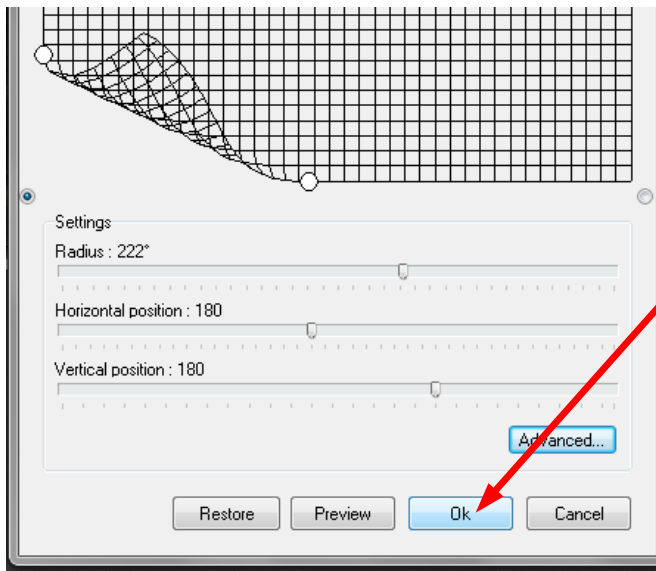 Settings
Radius : 222°
Horizontal position : 180
Vertical position : 180
Advanced...
Restore Preview Ok Cancel